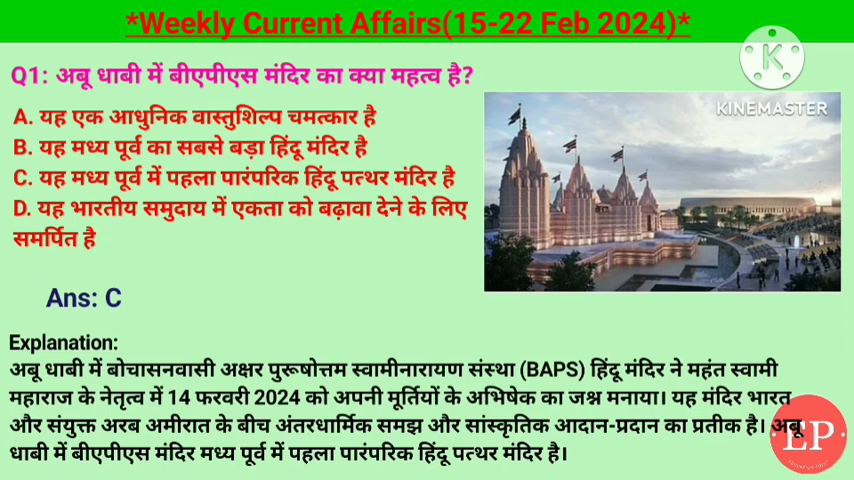 *Weekly Current Affairs(15-22 Feb 2024)*
Q1: अबू धाबी में बीएपीएस मंदिर का क्या महत्व है?
A. यह एक आधुनिक वास्तुशिल्प चमत्कार है
B. यह मध्य पूर्व का सबसे बड़ा हिंदू मंदिर है
C. यह मध्य पूर्व में पहला पारंपरिक हिंदू पत्थर मंदिर है
D. यह भारतीय समुदाय में एकता को बढ़ावा देने के लिए
समर्पित है
K
KINEMASTER
Ans: C
Explanation:
अबू धाबी में बोचासनवासी अक्षर पुरूषोत्तम स्वामीनारायण संस्था (BAPS) हिंदू मंदिर ने महंत स्वामी
महाराज के नेतृत्व में 14 फरवरी 2024 को अपनी मूर्तियों के अभिषेक का जश्न मनाया। यह मंदिर भारत
और संयुक्त अरब अमीरात के बीच अंतरधार्मिक समझ और सांस्कृतिक आदान-प्रदान का प्रतीक है। अबू
धाबी में बीएपीएस मंदिर मध्य पूर्व में पहला पारंपरिक हिंदू पत्थर मंदिर है।
EP